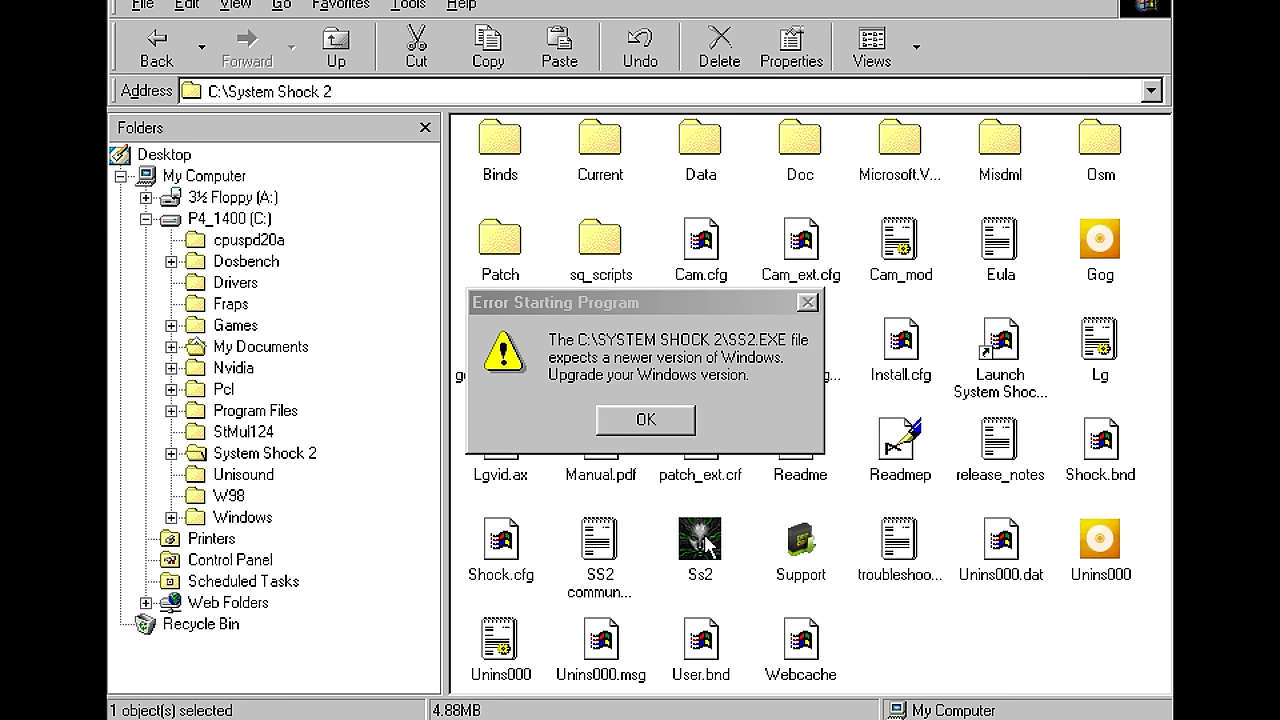 File Edit View Go Favorites Tools Help
Back Forward Up Cut Copy Paste Undo Delete Properties Views
Address C:\System Shock 2
Folders
Desktop
My Computer
3½ Floppy (A:)
P4_1400 (C:)
cpuspd20a
Dosbench
Drivers
Fraps
Games
My Documents
Nvidia
Pcl
Program Files
StMul124
System Shock 2
Unisound
W98
Windows
Printers
Control Panel
Scheduled Tasks
Web Folders
Recycle Bin
Binds Current Data Doc Microsoft.V... Misdml Osm
Patch sq_scripts Cam.cfg Cam_ext.cfg Cam_mod Eula Gog
Error Starting Program
The C:\SYSTEM SHOCK 2\SS2.EXE file
expects a newer version of Windows.
Upgrade your Windows version.
OK
Install.cfg Launch Lg
System Shoc...
Lgvid.ax Manual.pdf patch_ext.crf Readme Readmep release_notes Shock.bnd
Shock.cfg SS2 Ss2 Support troubleshoo... Unins000.dat Unins000
commun...
Unins000 Unins000.msg User.bnd Webcache
1 object(s) selected 4.88MB My Computer